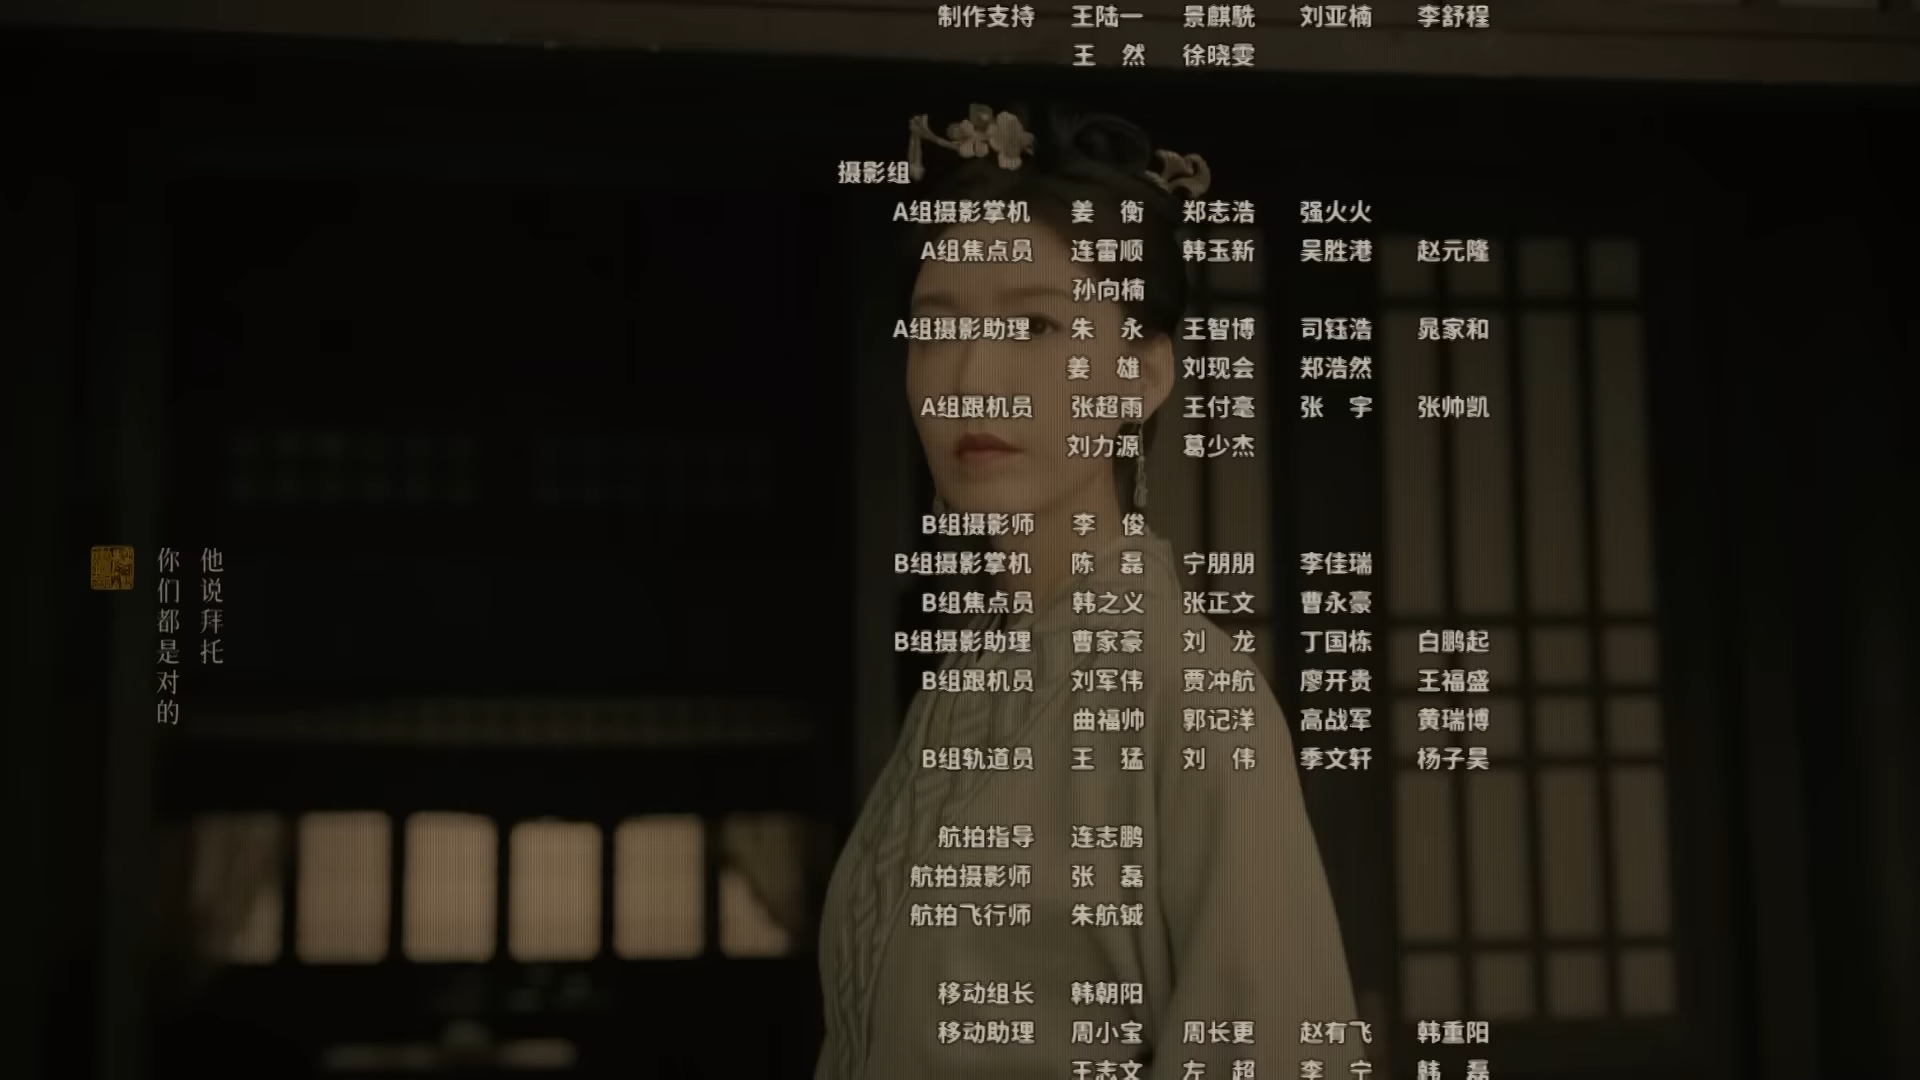 制作支持 王陆一 景麒駪 刘亚楠 李舒程
王 然 徐晓雯
摄影组
A组摄影掌机 姜 衡 郑志浩 强火火
A组焦点员 连雷顺 韩玉新 吴胜港 赵元隆
孙向楠
A组摄影助理 朱 永 王智博 司钰浩 晁家和
姜 雄 刘现会 郑浩然
A组跟机员 张超雨 王付毫 张 宇 张帅凯
刘力源 葛少杰
B组摄影师 李 俊
B组摄影掌机 陈 磊 宁朋朋 李佳瑞
B组焦点员 韩之义 张正文 曹永豪
B组摄影助理 曹家豪 刘 龙 丁国栋 白鹏起
B组跟机员 刘军伟 贾冲航 廖开贵 王福盛
曲福帅 郭记洋 高战军 黄瑞博
B组轨道员 王 猛 刘 伟 季文轩 杨子昊
航拍指导 连志鹏
航拍摄影师 张 磊
航拍飞行师 朱航铖
移动组长 韩朝阳
移动助理 周小宝 周长更 赵有飞 韩重阳
王志文 左 超 李 宁 韩 磊
他说拜托
你们都是对的